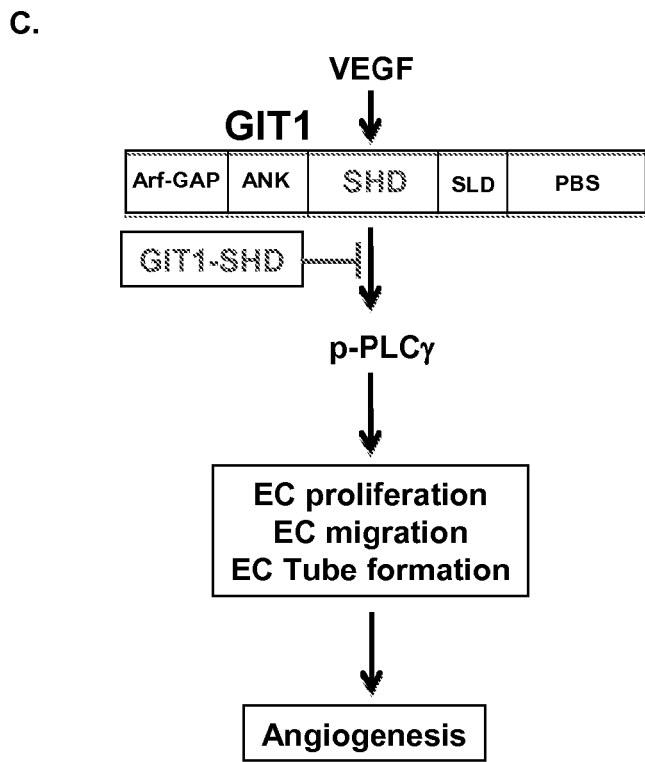 C.
VEGF
GIT1
Arf-GAP ANK SHD SLD PBS
GIT1-SHD
p-PLCγ
EC proliferation
EC migration
EC Tube formation
Angiogenesis